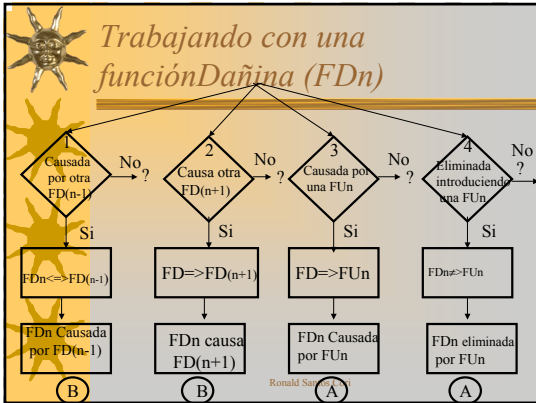 Trabajando con una
funciónDañina (FDn)
1
Causada
por otra
FD(n-1)
No
?
2
Causa otra
FD(n+1)
No
?
3
Causada por
una FUn
No
?
4
Eliminada
introduciendo
una FUn
No
?
Si
Si
Si
Si
FDn<=>FD(n-1)
FD=>FD(n+1)
FD=>FUn
FDn≠>FUn
FDn Causada
por FD(n-1)
FDn causa
FD(n+1)
FDn Causada
por FUn
FDn eliminada
por FUn
Ronald Santos Cori
B
B
A
A